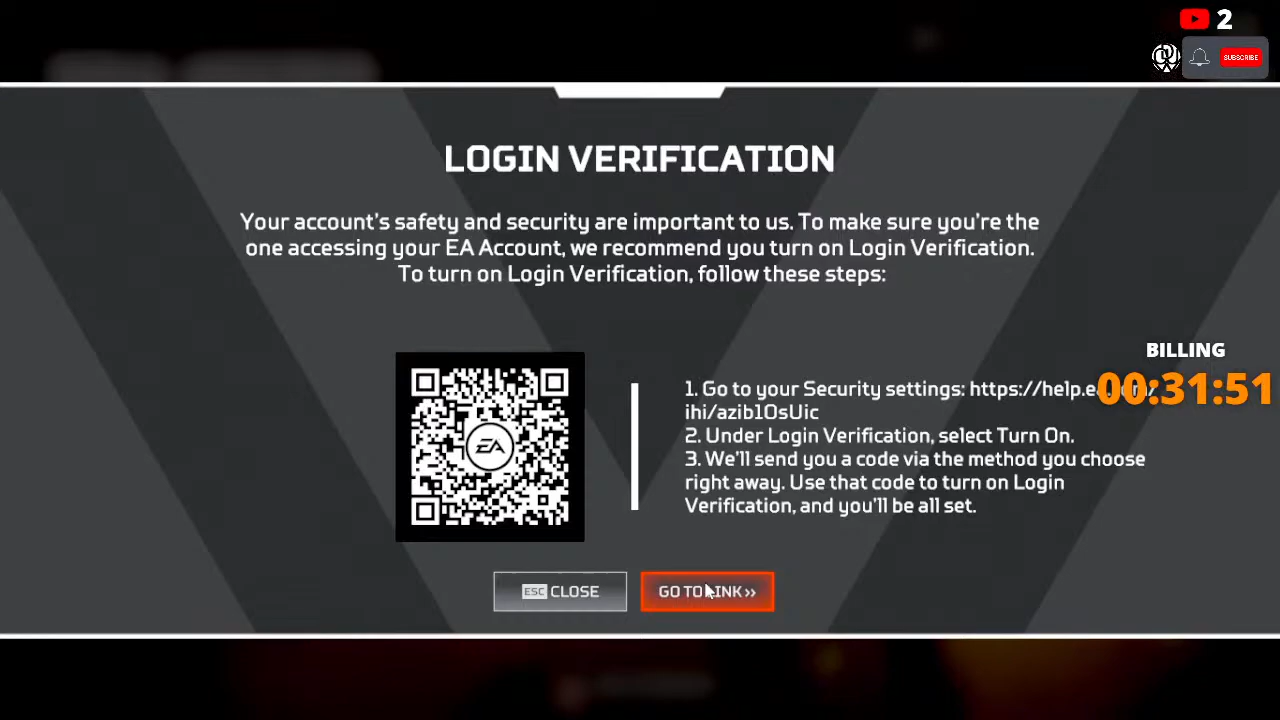 2
SUBSCRIBE
LOGIN VERIFICATION
Your account's safety and security are important to us. To make sure you're the
one accessing your EA Account, we recommend you turn on Login Verification.
To turn on Login Verification, follow these steps:
BILLING
00:31:51
1. Go to your Security settings: https://help.ea.com/
ihi/azib1OsUic
2. Under Login Verification, select Turn On.
3. We'll send you a code via the method you choose
right away. Use that code to turn on Login
Verification, and you'll be all set.
EA
ESC CLOSE
GO TO LINK >>